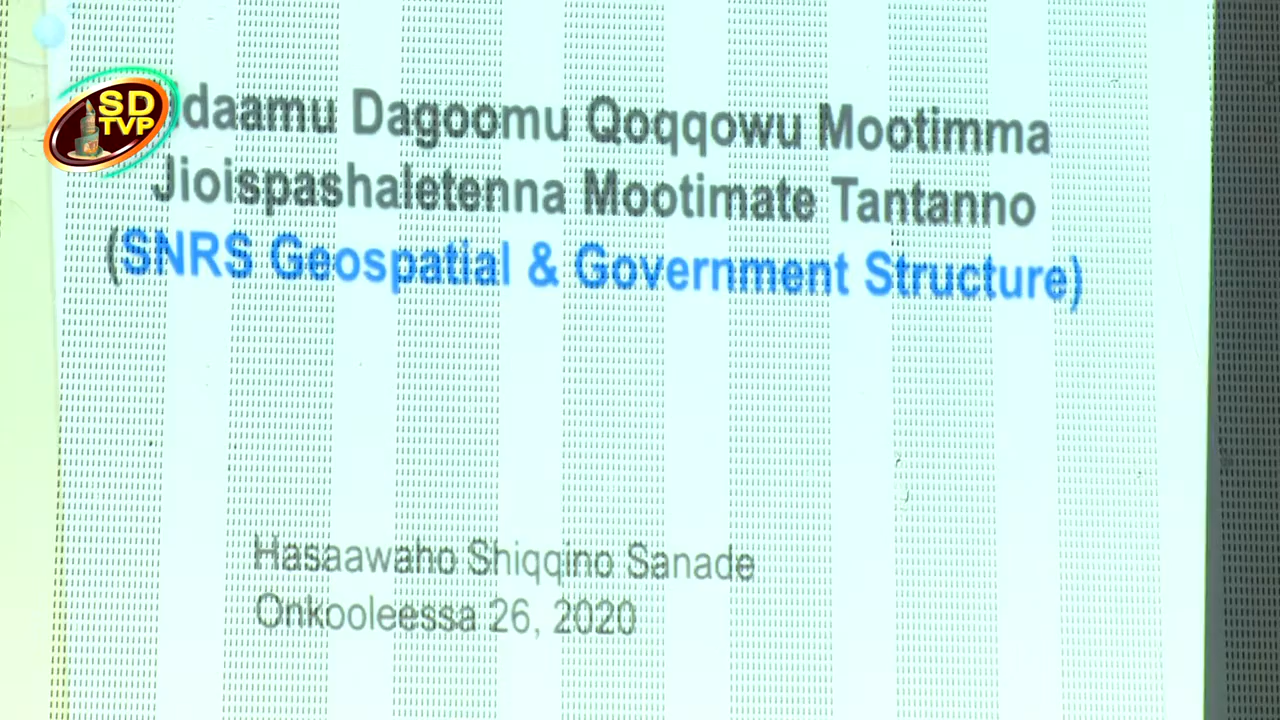 SD
TVP
daamu Dagoomu Qoqqowu Mootimma
Jioispashaletenna Mootimate Tantanno
(SNRS Geospatial & Government Structure)
Hasaawaho Shiqqino Sanade
Onkooleessa 26, 2020